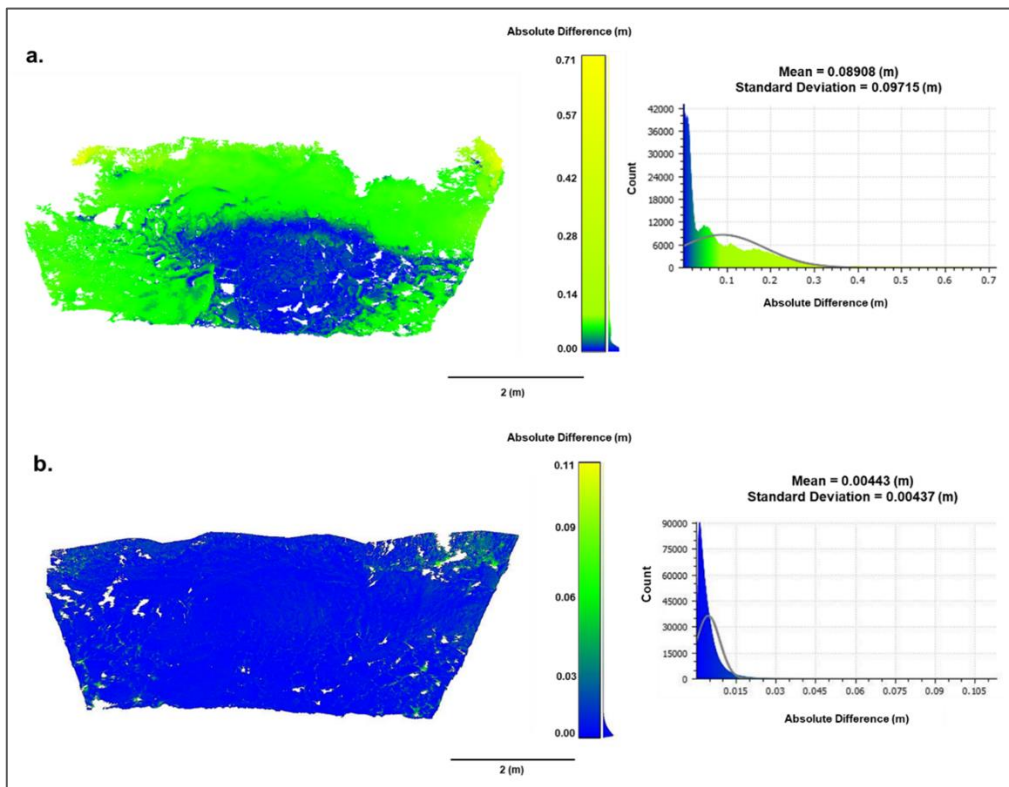 a.
Absolute Difference (m)
0.71
0.57
0.42
0.28
0.14
0.00
Mean = 0.08908 (m)
Standard Deviation = 0.09715 (m)
42000
36000
30000
24000
18000
12000
6000
0
Count
0.1 0.2 0.3 0.4 0.5 0.6 0.7
Absolute Difference (m)
2 (m)
b.
Absolute Difference (m)
0.11
0.09
0.06
0.03
0.00
Mean = 0.00443 (m)
Standard Deviation = 0.00437 (m)
90000
75000
60000
45000
30000
15000
0
Count
0.015 0.03 0.045 0.06 0.075 0.09 0.105
Absolute Difference (m)
2 (m)